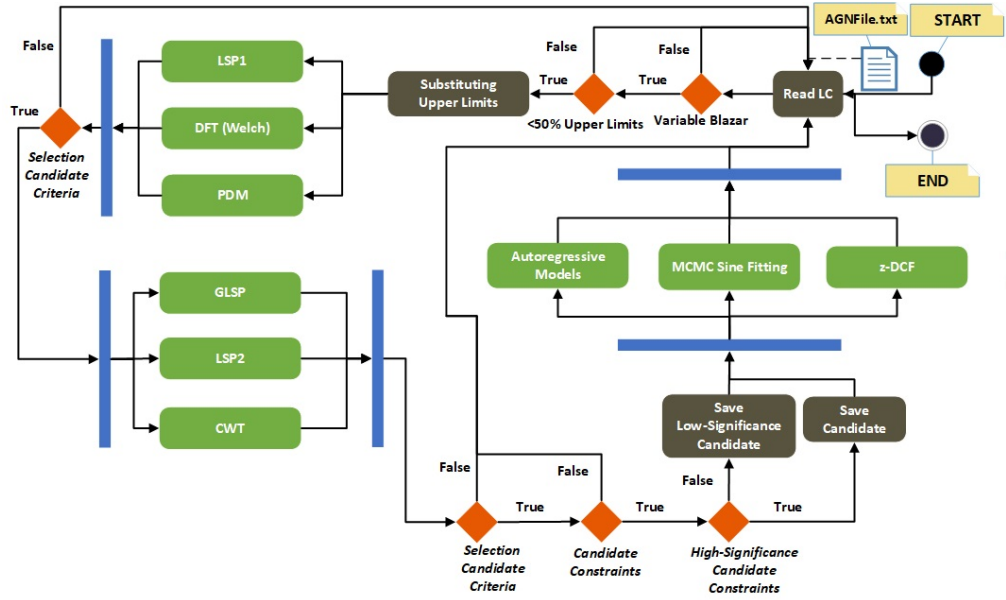 AGNFile.txt
START
False
False
False
LSP1
True
True
True
Substituting
Upper Limits
Read LC
<50% Upper Limits
Variable Blazar
DFT (Welch)
Selection
Candidate
Criteria
PDM
END
Autoregressive
Models
MCMC Sine Fitting
z-DCF
GLSP
LSP2
CWT
Save
Low-Significance
Candidate
Save
Candidate
False
False
False
True
True
True
Selection
Candidate
Criteria
Candidate
Constraints
High-Significance
Candidate
Constraints